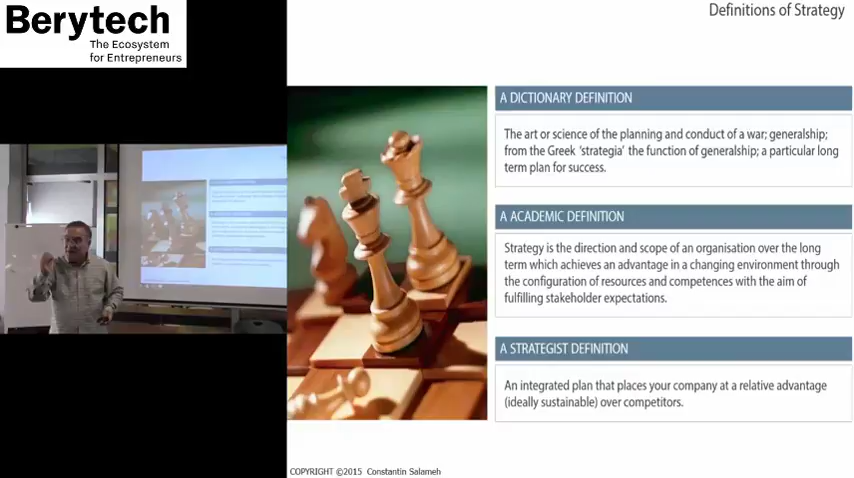 Berytech
The Ecosystem
for Entrepreneurs
Definitions of Strategy
A DICTIONARY DEFINITION
The art or science of the planning and conduct of a war; generalship;
from the Greek 'strategia' the function of generalship; a particular long
term plan for success.
A ACADEMIC DEFINITION
Strategy is the direction and scope of an organisation over the long
term which achieves an advantage in a changing environment through
the configuration of resources and competences with the aim of
fulfilling stakeholder expectations.
A STRATEGIST DEFINITION
An integrated plan that places your company at a relative advantage
(ideally sustainable) over competitors.
COPYRIGHT ©2015 Constantin Salameh